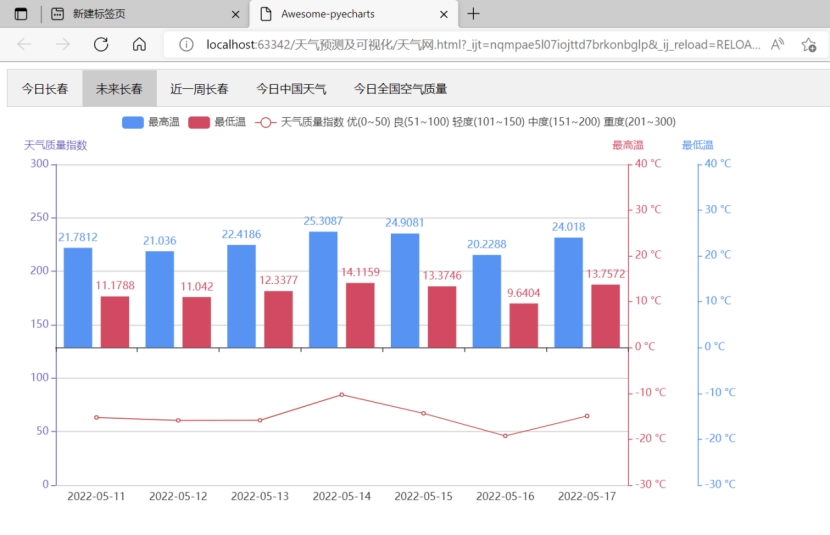 新建标签页
Awesome-pyecharts
localhost:63342/天气预测及可视化/天气网.html?_ijt=nqmpae5l07iojttd7brkonbglp&_ij_reload=RELOA...
今日长春 未来长春 近一周长春 今日中国天气 今日全国空气质量
最高温 最低温 天气质量指数 优(0~50) 良(51~100) 轻度(101~150) 中度(151~200) 重度(201~300)
天气质量指数 最高温 最低温
300 40 °C 40 °C
30 °C 30 °C
250
25.3087 24.9081
21.7812 21.036 22.4186 20.2288 24.018
20 °C 20 °C
200
11.1788 11.042 12.3377 14.1159 13.3746 9.6404 13.7572
10 °C 10 °C
150
0 °C 0 °C
100
-10 °C -10 °C
50
-20 °C -20 °C
0 -30 °C -30 °C
2022-05-11 2022-05-12 2022-05-13 2022-05-14 2022-05-15 2022-05-16 2022-05-17